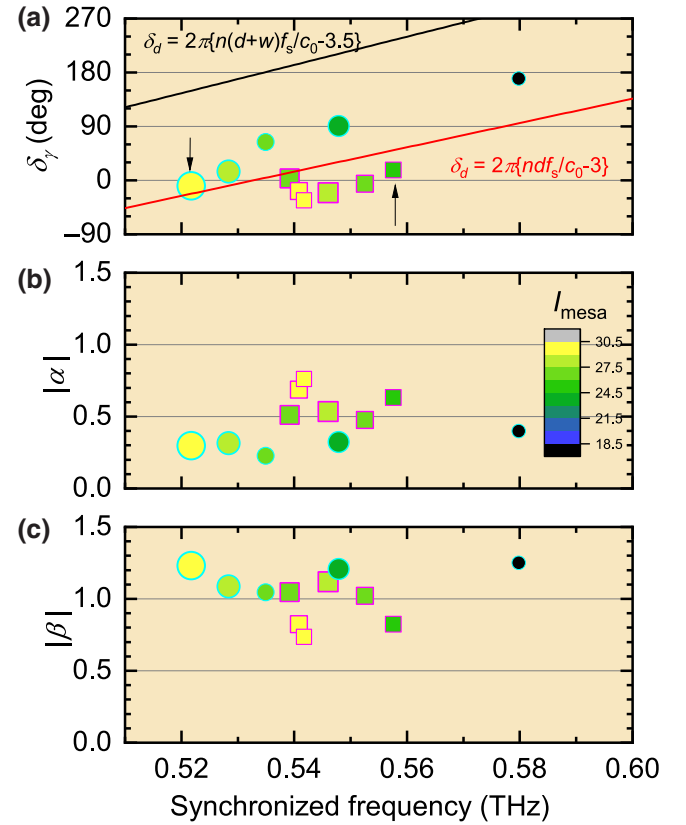 (a)
270
180
90
0
−90
δγ (deg)
δd = 2π{n(d+w)fs/c0-3.5}
δd = 2π{ndfs/c0-3}
(b)
1.5
1.0
0.5
0.0
|α|
Imesa
30.5
27.5
24.5
21.5
18.5
(c)
1.5
1.0
0.5
0.0
|β|
0.52 0.54 0.56 0.58 0.60
Synchronized frequency (THz)